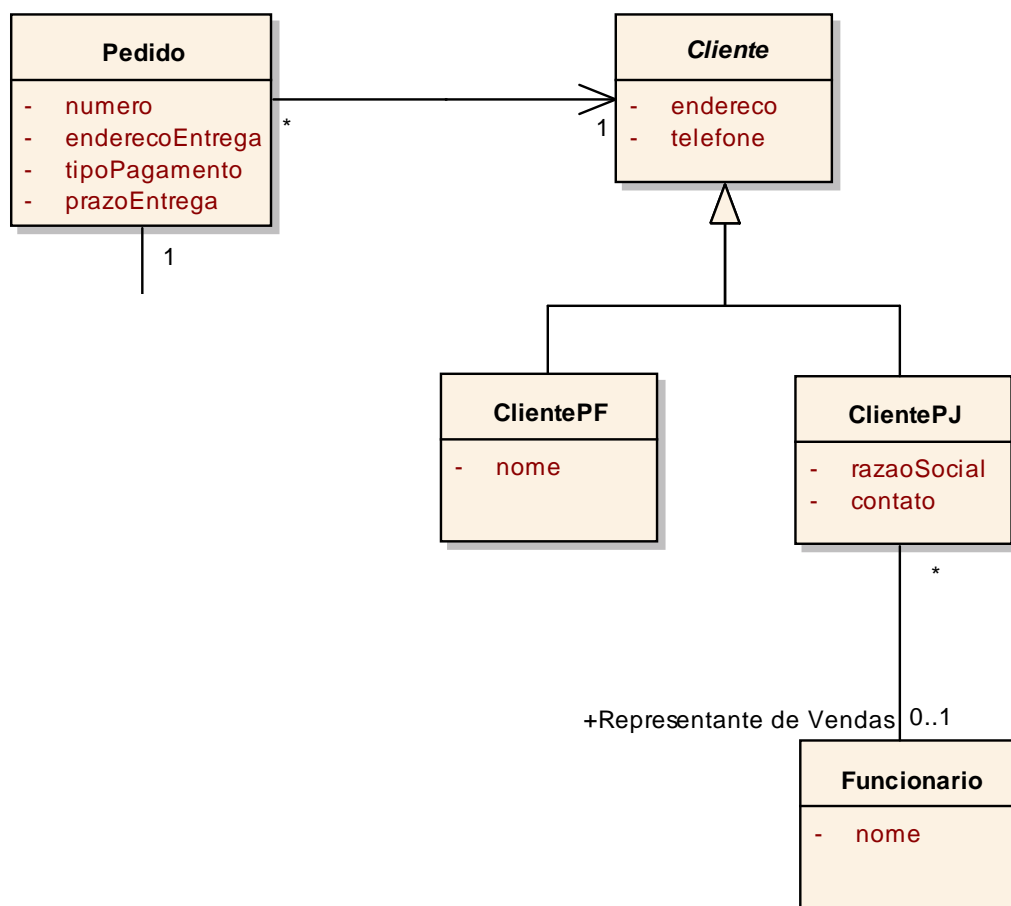 Pedido
- numero
- enderecoEntrega
- tipoPagamento
- prazoEntrega
*
1
1
Cliente
- endereco
- telefone
ClientePF
- nome
ClientePJ
- razaoSocial
- contato
*
+Representante de Vendas 0..1
Funcionario
- nome